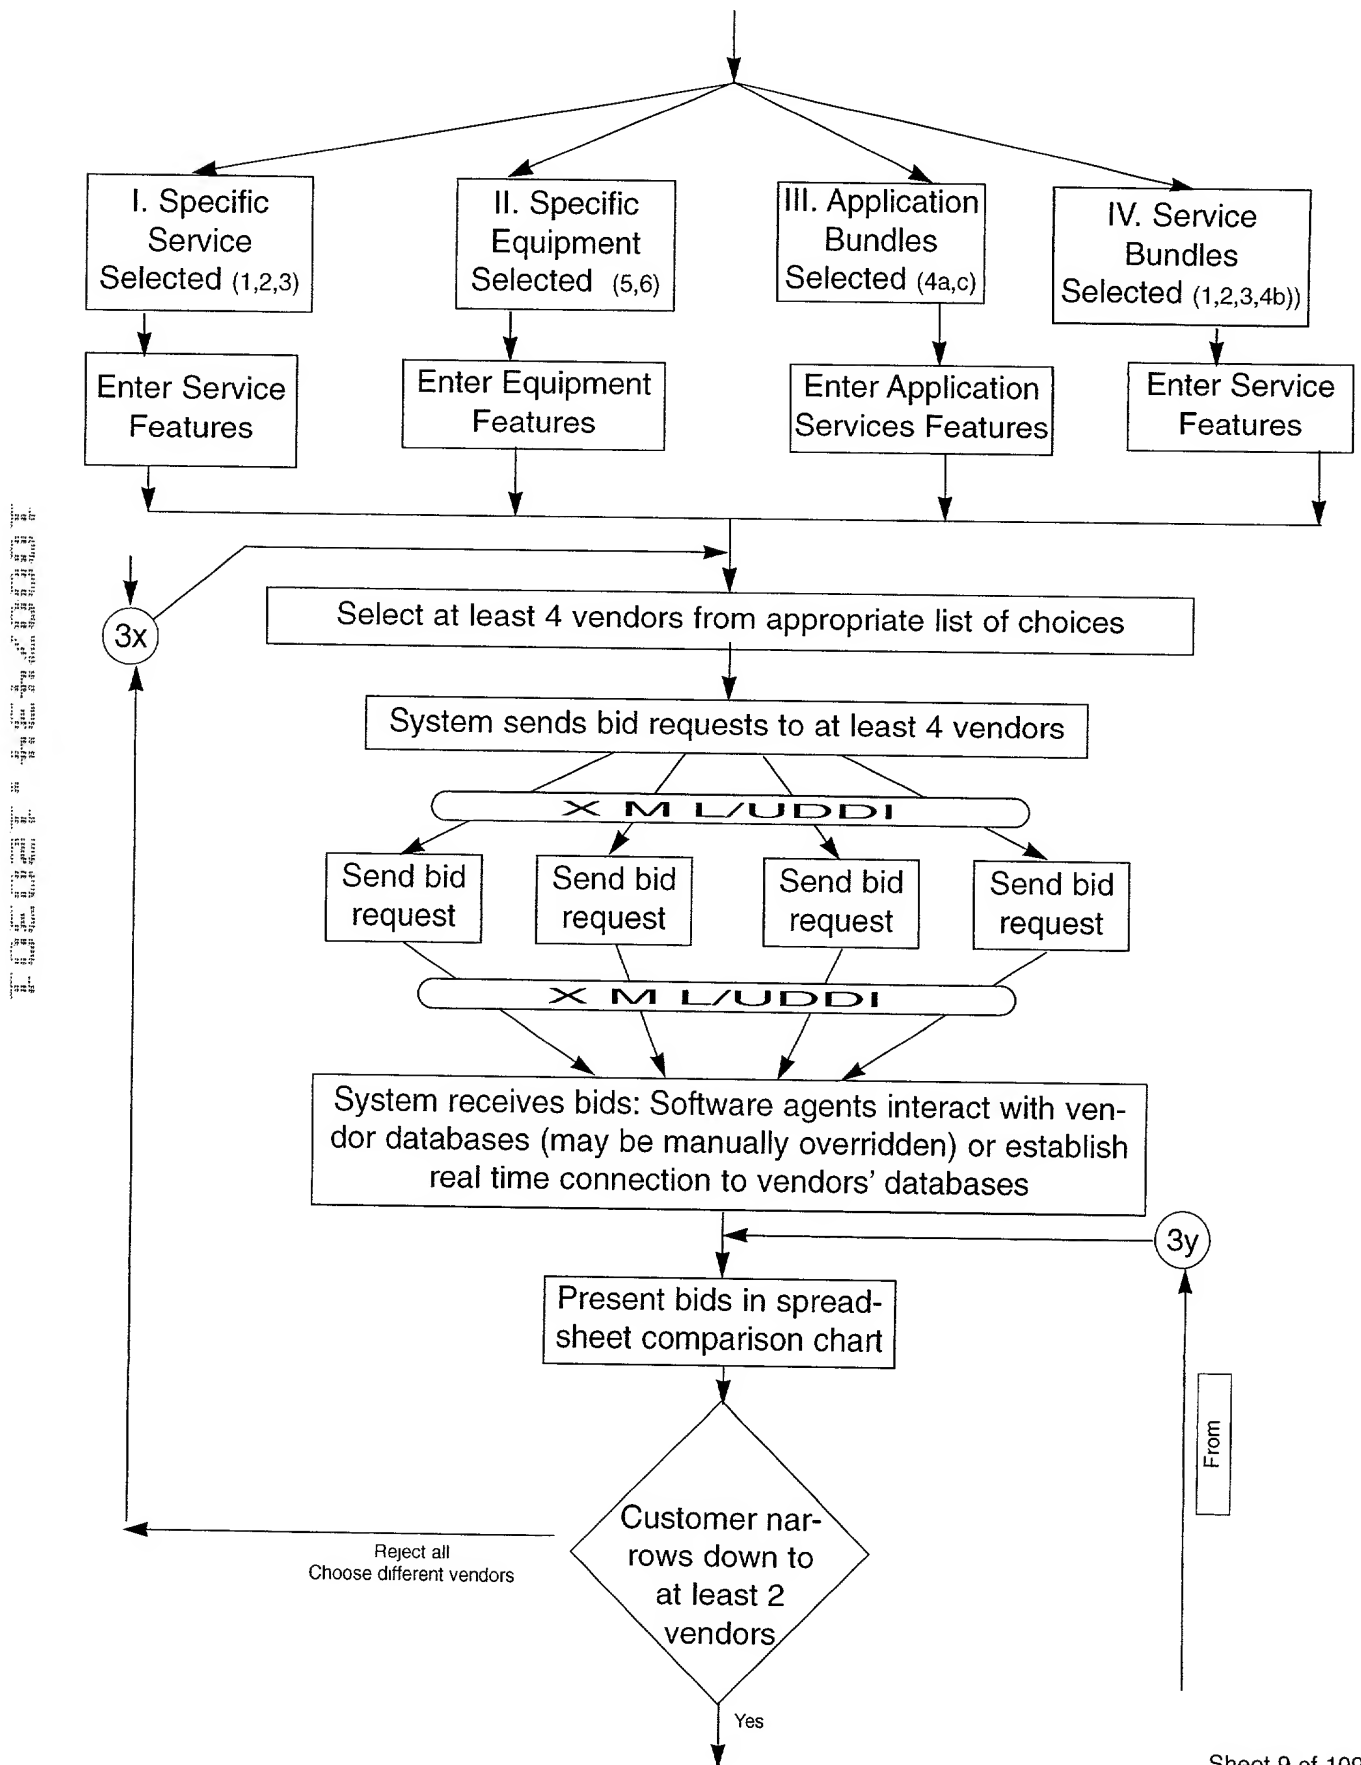 I. Specific
Service
Selected (1,2,3)
II. Specific
Equipment
Selected (5,6)
III. Application
Bundles
Selected (4a,c)
IV. Service
Bundles
Selected (1,2,3,4b))
Enter Service
Features
Enter Equipment
Features
Enter Application
Services Features
Enter Service
Features
3x
Select at least 4 vendors from appropriate list of choices
System sends bid requests to at least 4 vendors
X M L/UDDI
Send bid
request
Send bid
request
Send bid
request
Send bid
request
X M L/UDDI
System receives bids: Software agents interact with ven-
dor databases (may be manually overridden) or establish
real time connection to vendors' databases
3y
Present bids in spread-
sheet comparison chart
From
Customer nar-
rows down to
at least 2
vendors
Reject all
Choose different vendors
Yes
Sheet 9 of 109